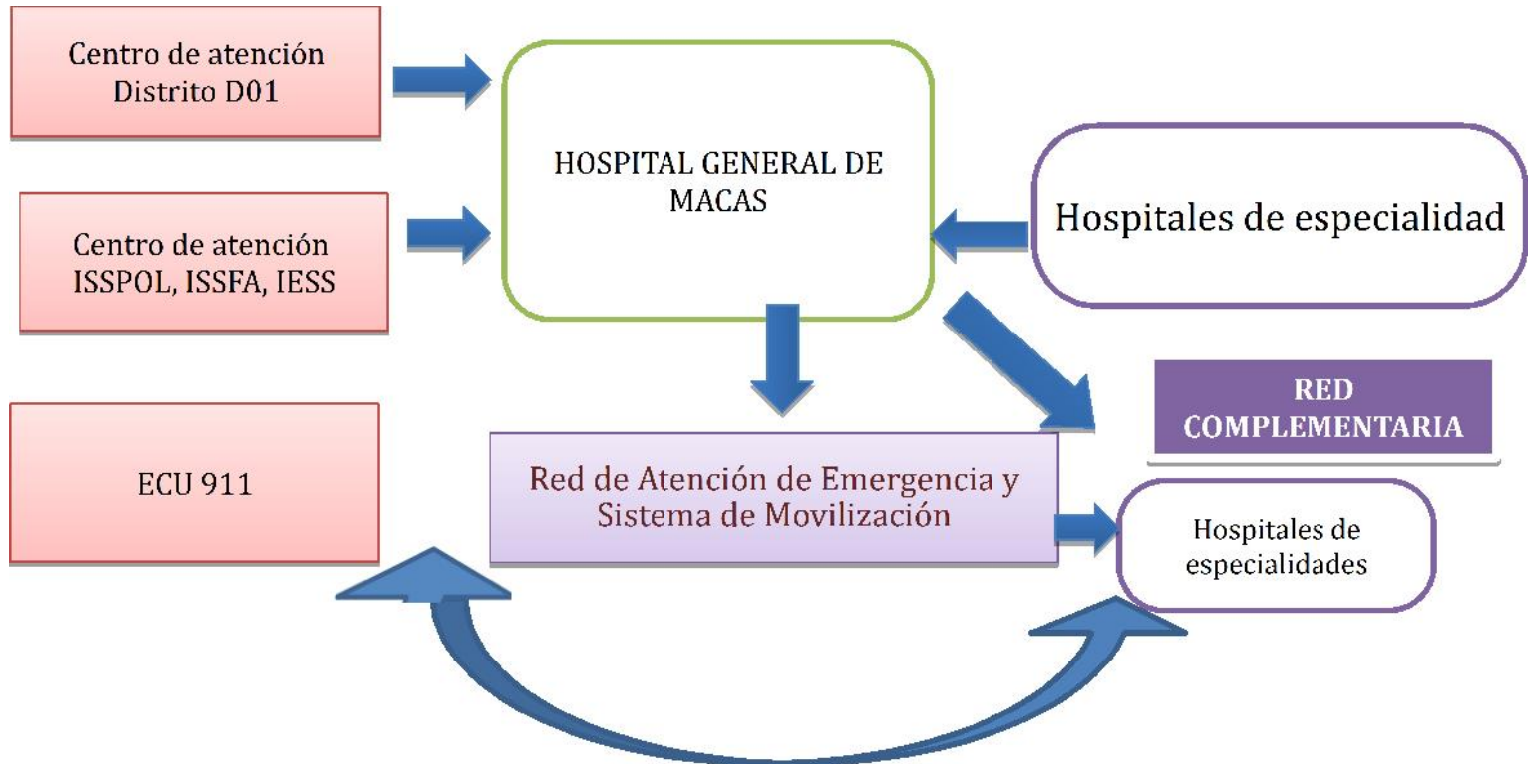 Centro de atención
Distrito D01
HOSPITAL GENERAL DE
MACAS
Hospitales de especialidad
Centro de atención
ISSPOL, ISSFA, IESS
RED
COMPLEMENTARIA
ECU 911
Red de Atención de Emergencia y
Sistema de Movilización
Hospitales de
especialidades